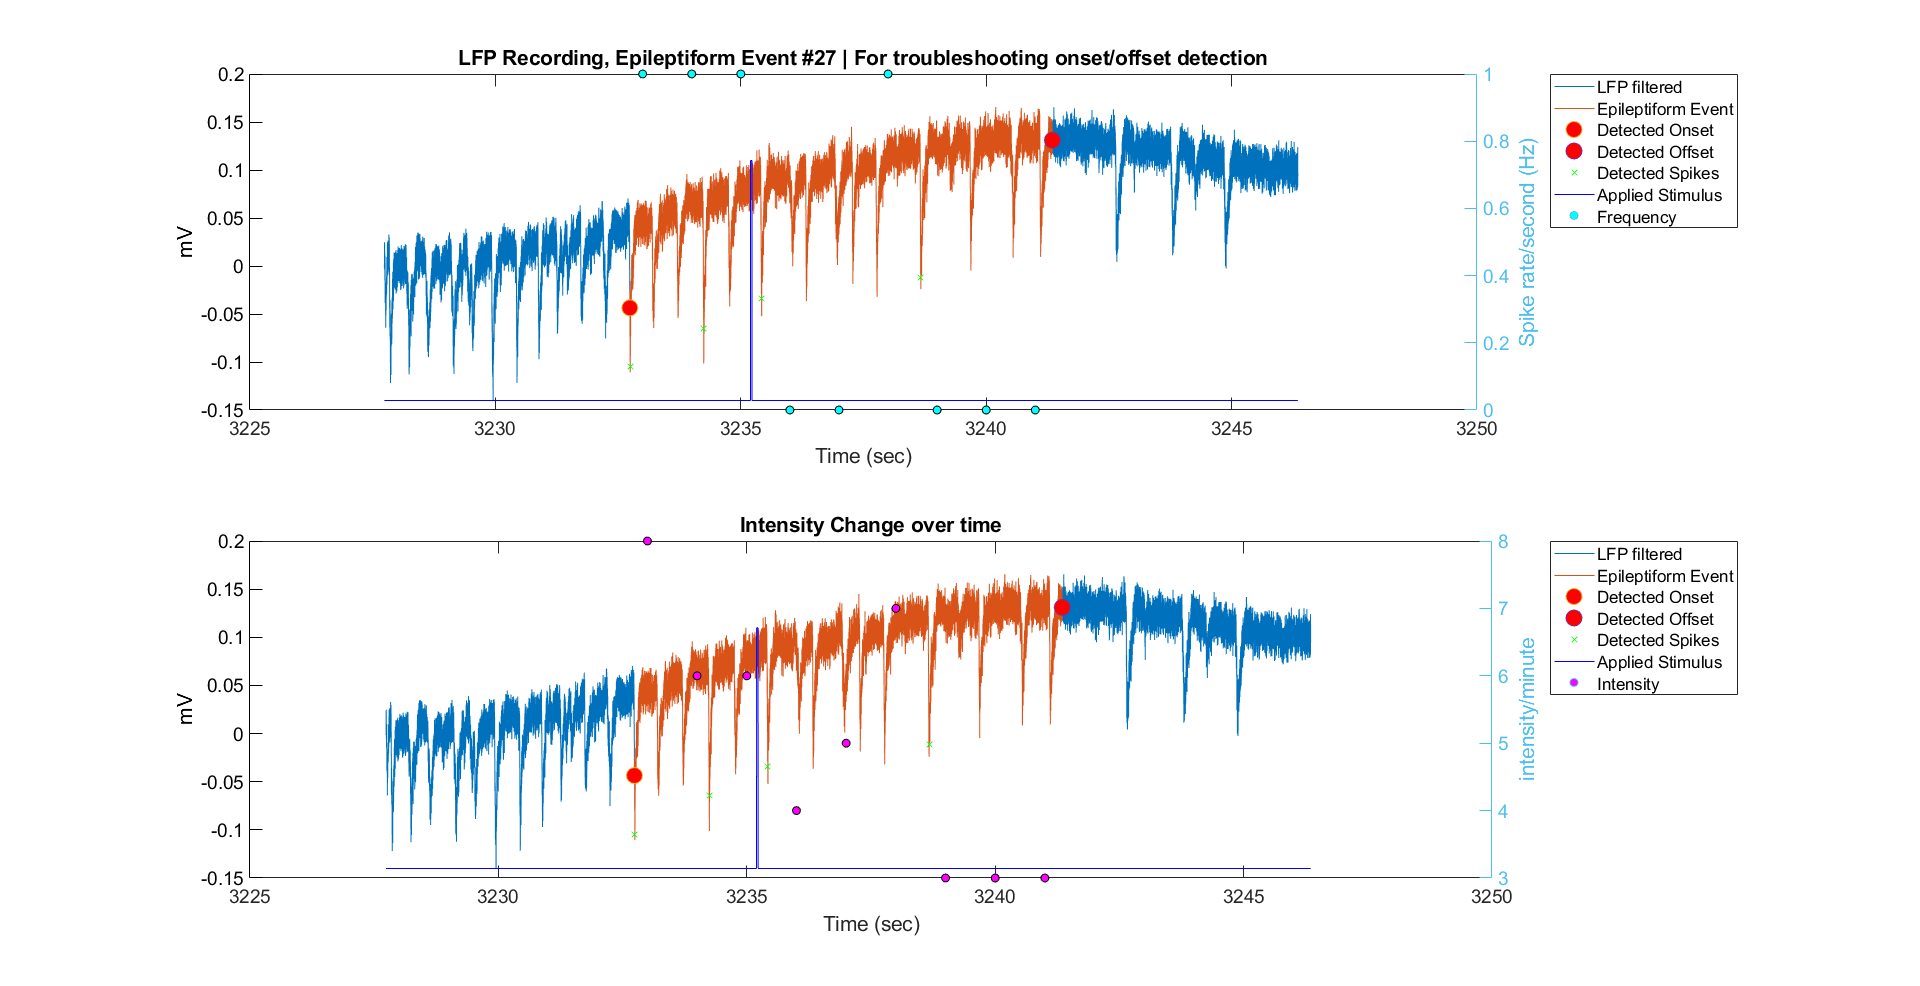 LFP Recording, Epileptiform Event #27 | For troubleshooting onset/offset detection
0.2
0.15
0.1
0.05
0
-0.05
-0.1
-0.15
mV
3225
3230
3235
3240
3245
3250
Time (sec)
1
0.8
0.6
0.4
0.2
0
Spike rate/second (Hz)
LFP filtered
Epileptiform Event
Detected Onset
Detected Offset
Detected Spikes
Applied Stimulus
Frequency
Intensity Change over time
0.2
0.15
0.1
0.05
0
-0.05
-0.1
-0.15
mV
3225
3230
3235
3240
3245
3250
Time (sec)
8
7
6
5
4
3
intensity/minute
LFP filtered
Epileptiform Event
Detected Onset
Detected Offset
Detected Spikes
Applied Stimulus
Intensity